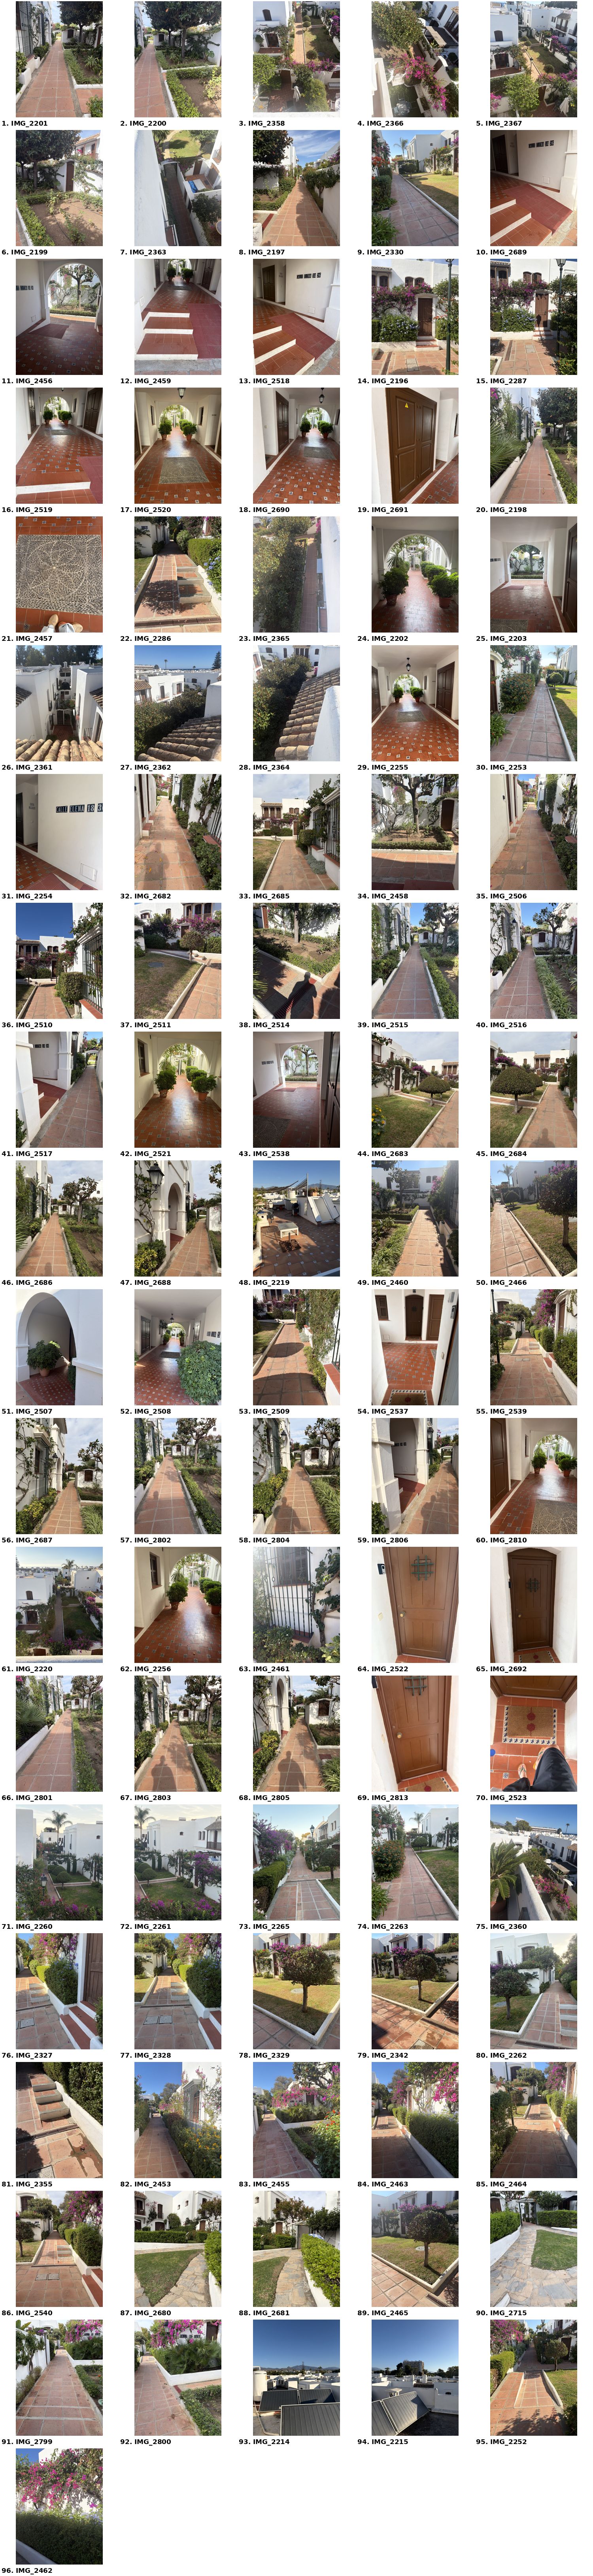 1. IMG_2201
2. IMG_2200
3. IMG_2358
4. IMG_2366
5. IMG_2367
6. IMG_2199
7. IMG_2363
8. IMG_2197
9. IMG_2330
10. IMG_2689
11. IMG_2456
12. IMG_2459
13. IMG_2518
14. IMG_2196
15. IMG_2287
16. IMG_2519
17. IMG_2520
18. IMG_2690
19. IMG_2691
20. IMG_2198
21. IMG_2457
22. IMG_2286
23. IMG_2365
24. IMG_2202
25. IMG_2203
26. IMG_2361
27. IMG_2362
28. IMG_2364
29. IMG_2255
30. IMG_2253
31. IMG_2254
32. IMG_2682
33. IMG_2685
34. IMG_2458
35. IMG_2506
36. IMG_2510
37. IMG_2511
38. IMG_2514
39. IMG_2515
40. IMG_2516
41. IMG_2517
42. IMG_2521
43. IMG_2538
44. IMG_2683
45. IMG_2684
46. IMG_2686
47. IMG_2688
48. IMG_2219
49. IMG_2460
50. IMG_2466
51. IMG_2507
52. IMG_2508
53. IMG_2509
54. IMG_2537
55. IMG_2539
56. IMG_2687
57. IMG_2802
58. IMG_2804
59. IMG_2806
60. IMG_2810
61. IMG_2220
62. IMG_2256
63. IMG_2461
64. IMG_2522
65. IMG_2692
66. IMG_2801
67. IMG_2803
68. IMG_2805
69. IMG_2813
70. IMG_2523
71. IMG_2260
72. IMG_2261
73. IMG_2265
74. IMG_2263
75. IMG_2360
76. IMG_2327
77. IMG_2328
78. IMG_2329
79. IMG_2342
80. IMG_2262
81. IMG_2355
82. IMG_2453
83. IMG_2455
84. IMG_2463
85. IMG_2464
86. IMG_2540
87. IMG_2680
88. IMG_2681
89. IMG_2465
90. IMG_2715
91. IMG_2799
92. IMG_2800
93. IMG_2214
94. IMG_2215
95. IMG_2252
96. IMG_2462